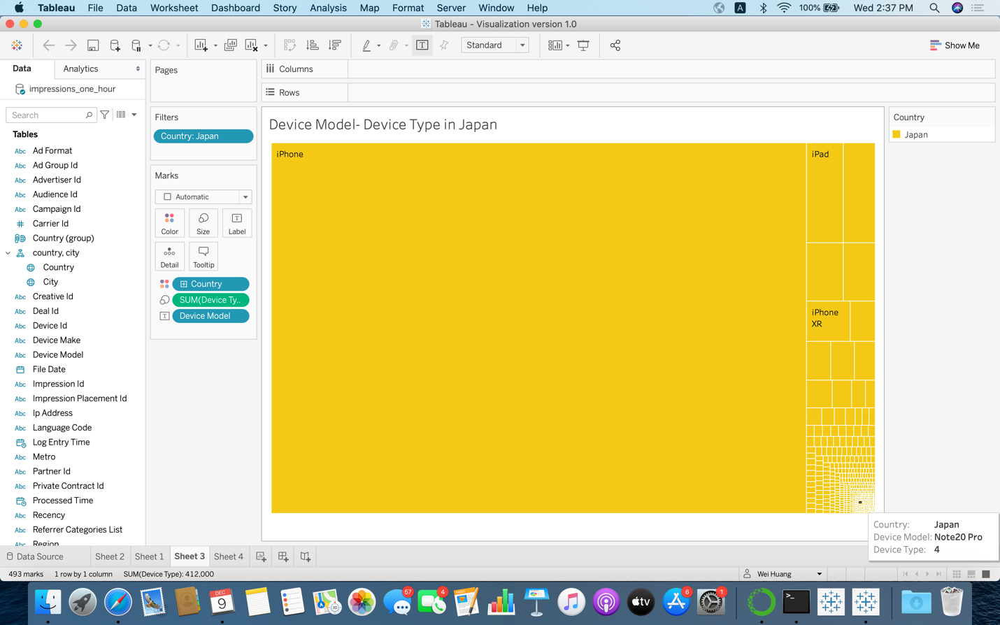 Tableau File Data Worksheet Dashboard Story Analysis Map Format Server Window Help A 100% Wed 2:37 PM
Tableau - Visualization version 1.0
Standard Show Me
Data Analytics Pages Columns
impressions_one_hour Rows
Search
Filters
Country: Japan
Marks
Automatic
Color Size Label
Detail Tooltip
Country
SUM(Device Ty..
Device Model
Tables
Abc Ad Format
Abc Ad Group Id
Abc Advertiser Id
Abc Audience Id
Abc Campaign Id
# Carrier Id
Country (group)
country, city
Country
City
Abc Creative Id
Abc Deal Id
Abc Device Id
Abc Device Make
Abc Device Model
File Date
Abc Impression Id
Abc Impression Placement Id
Abc Ip Address
Abc Language Code
Log Entry Time
Abc Metro
Abc Partner Id
Abc Private Contract Id
Processed Time
Abc Recency
Abc Referrer Categories List
Abc Region
Device Model- Device Type in Japan
iPhone
iPad
iPhone
XR
Country
Japan
Country: Japan
Device Model: Note20 Pro
Device Type: 4
Data Source Sheet 2 Sheet 1 Sheet 3 Sheet 4
493 marks 1 row by 1 column SUM(Device Type): 412,000 Wei Huang
DEC
9
3D
57
4
tv
6
1
>_